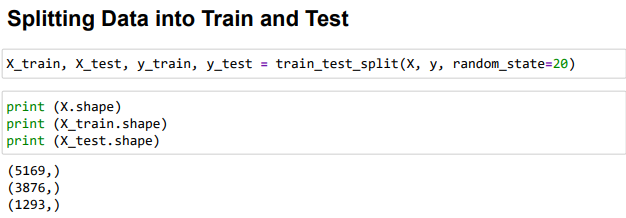 Splitting Data into Train and Test
X_train, X_test, y_train, y_test = train_test_split(X, y, random_state=20)
print (X.shape)
print (X_train.shape)
print (X_test.shape)
(5169,)
(3876,)
(1293,)